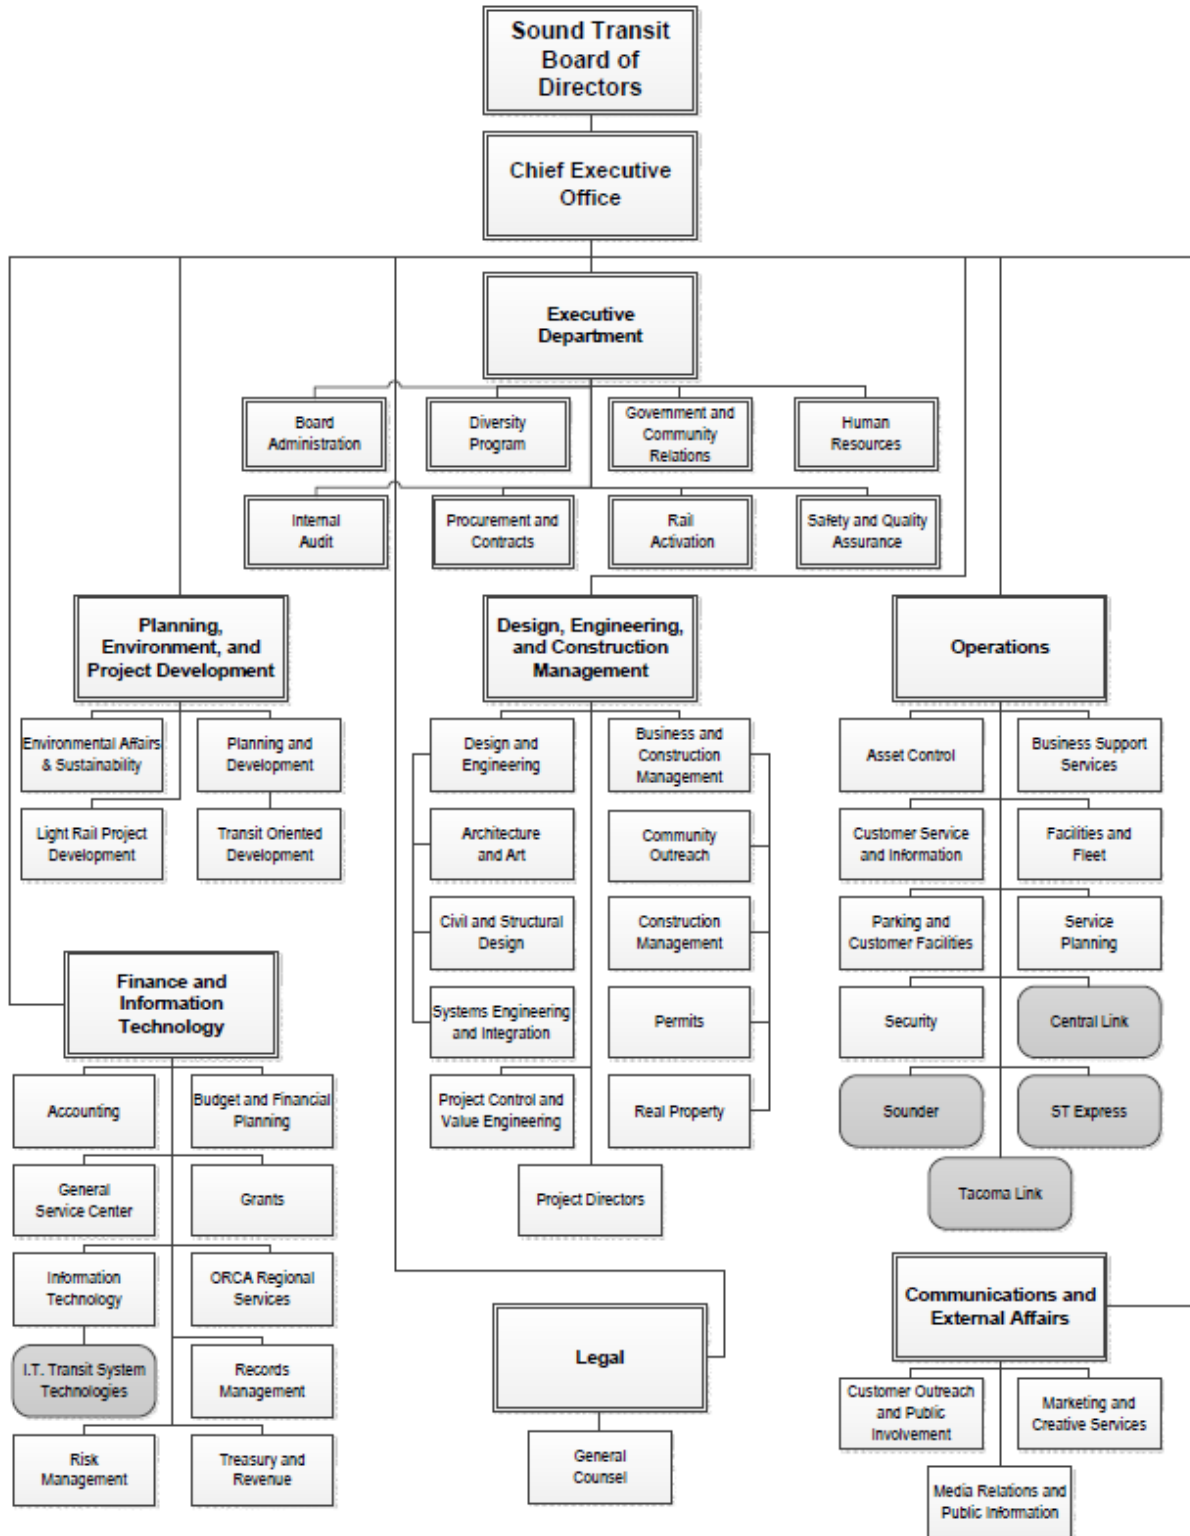 Sound Transit
Board of
Directors
Chief Executive
Office
Executive
Department
Board
Administration
Diversity
Program
Government and
Community
Relations
Human
Resources
Internal
Audit
Procurement and
Contracts
Rail
Activation
Safety and Quality
Assurance
Planning,
Environment, and
Project Development
Environmental Affairs
& Sustainability
Planning and
Development
Light Rail Project
Development
Transit Oriented
Development
Design, Engineering,
and Construction
Management
Design and
Engineering
Business and
Construction
Management
Architecture
and Art
Community
Outreach
Civil and Structural
Design
Construction
Management
Systems Engineering
and Integration
Permits
Project Control and
Value Engineering
Real Property
Project Directors
Operations
Asset Control
Business Support
Services
Customer Service
and Information
Facilities and
Fleet
Parking and
Customer Facilities
Service
Planning
Security
Central Link
Sounder
ST Express
Tacoma Link
Finance and
Information
Technology
Accounting
Budget and Financial
Planning
General
Service Center
Grants
Information
Technology
ORCA Regional
Services
I.T. Transit System
Technologies
Records
Management
Risk
Management
Treasury and
Revenue
Legal
General
Counsel
Communications and
External Affairs
Customer Outreach
and Public
Involvement
Marketing and
Creative Services
Media Relations and
Public Information